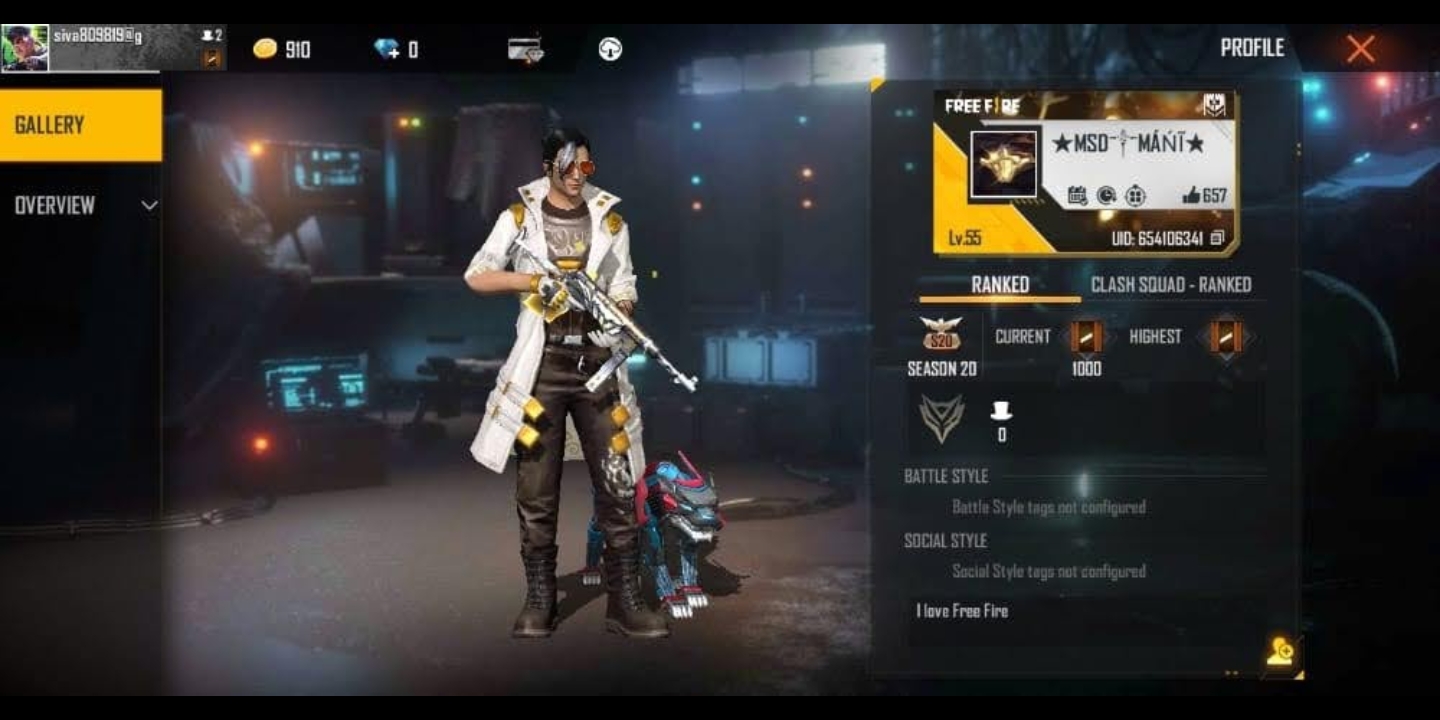 siva809819@g
2
910
0
PROFILE
GALLERY
OVERVIEW
FREE FIRE
★MSD༒MÁŃĬ★
657
Lv.55
UID: 654106341
RANKED
CLASH SQUAD - RANKED
S20
CURRENT
HIGHEST
SEASON 20
1000
0
BATTLE STYLE
Battle Style tags not configured
SOCIAL STYLE
Social Style tags not configured
I love Free Fire